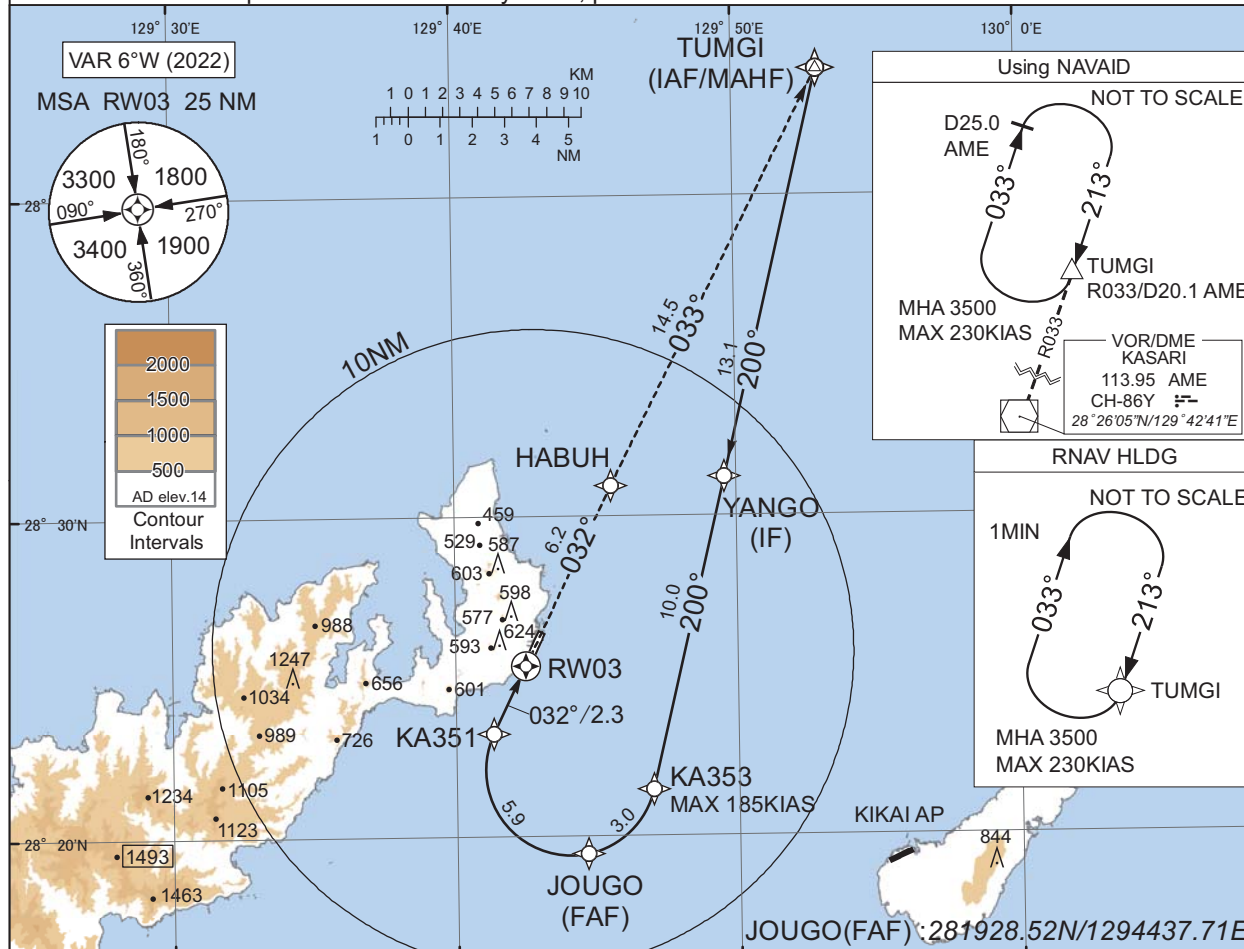 129° 30'E
129° 40'E
129° 50'E
130° 0'E
VAR 6°W (2022)
MSA RW03 25 NM
180°
3300
1800
090°
270°
3400
1900
360°
KM
1 0 1 2 3 4 5 6 7 8 9 10
1 0 1 2 3 4 5
NM
TUMGI
(IAF/MAHF)
Using NAVAID
NOT TO SCALE
D25.0
AME
033°
213°
TUMGI
R033/D20.1 AME
MHA 3500
MAX 230KIAS
R033
VOR/DME
KASARI
113.95 AME
CH-86Y
28°26'05"N/129°42'41"E
RNAV HLDG
NOT TO SCALE
1MIN
033°
213°
TUMGI
MHA 3500
MAX 230KIAS
28°
2000
1500
1000
500
AD elev.14
Contour
Intervals
10NM
14.5
033°
13.1
200°
HABUH
YANGO
(IF)
28° 30'N
6.2
032°
10.0
200°
459
529
587
603
598
577
624
593
988
1247
656
601
1034
RW03
032°/2.3
989
726
KA351
KA353
MAX 185KIAS
1105
1234
1123
5.9
3.0
KIKAI AP
844
28° 20'N
1493
1463
JOUGO
(FAF)
JOUGO(FAF) :281928.52N/1294437.71E